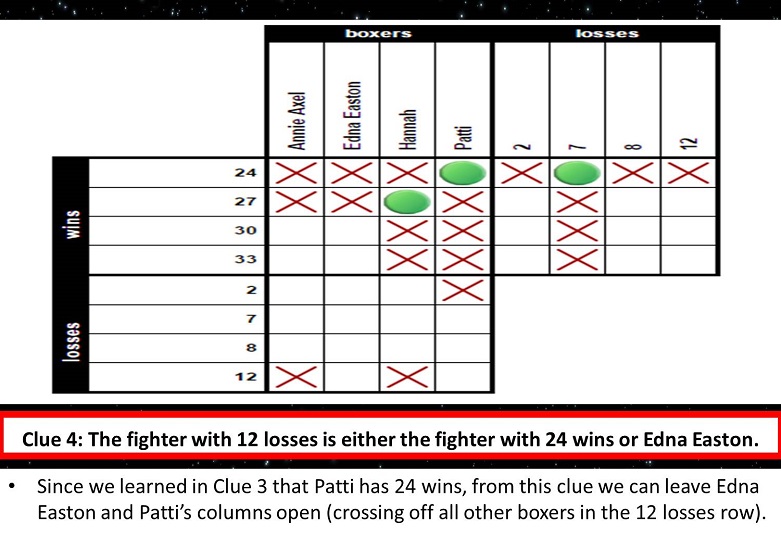 boxers losses
Annie Axel Edna Easton Hannah Patti 2 7 8 12
wins
24
27
30
33
losses
2
7
8
12
Clue 4: The fighter with 12 losses is either the fighter with 24 wins or Edna Easton.
• Since we learned in Clue 3 that Patti has 24 wins, from this clue we can leave Edna
Easton and Patti’s columns open (crossing off all other boxers in the 12 losses row).